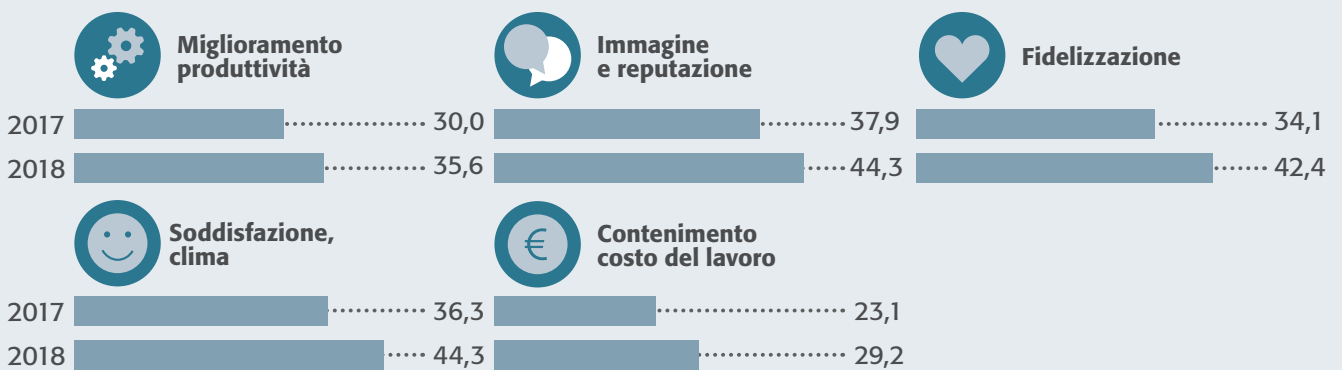 Miglioramento
produttività
Immagine
e reputazione
Fidelizzazione
2017 30,0 37,9 34,1
2018 35,6 44,3 42,4
Soddisfazione,
clima
€
Contenimento
costo del lavoro
2017 36,3 23,1
2018 44,3 29,2